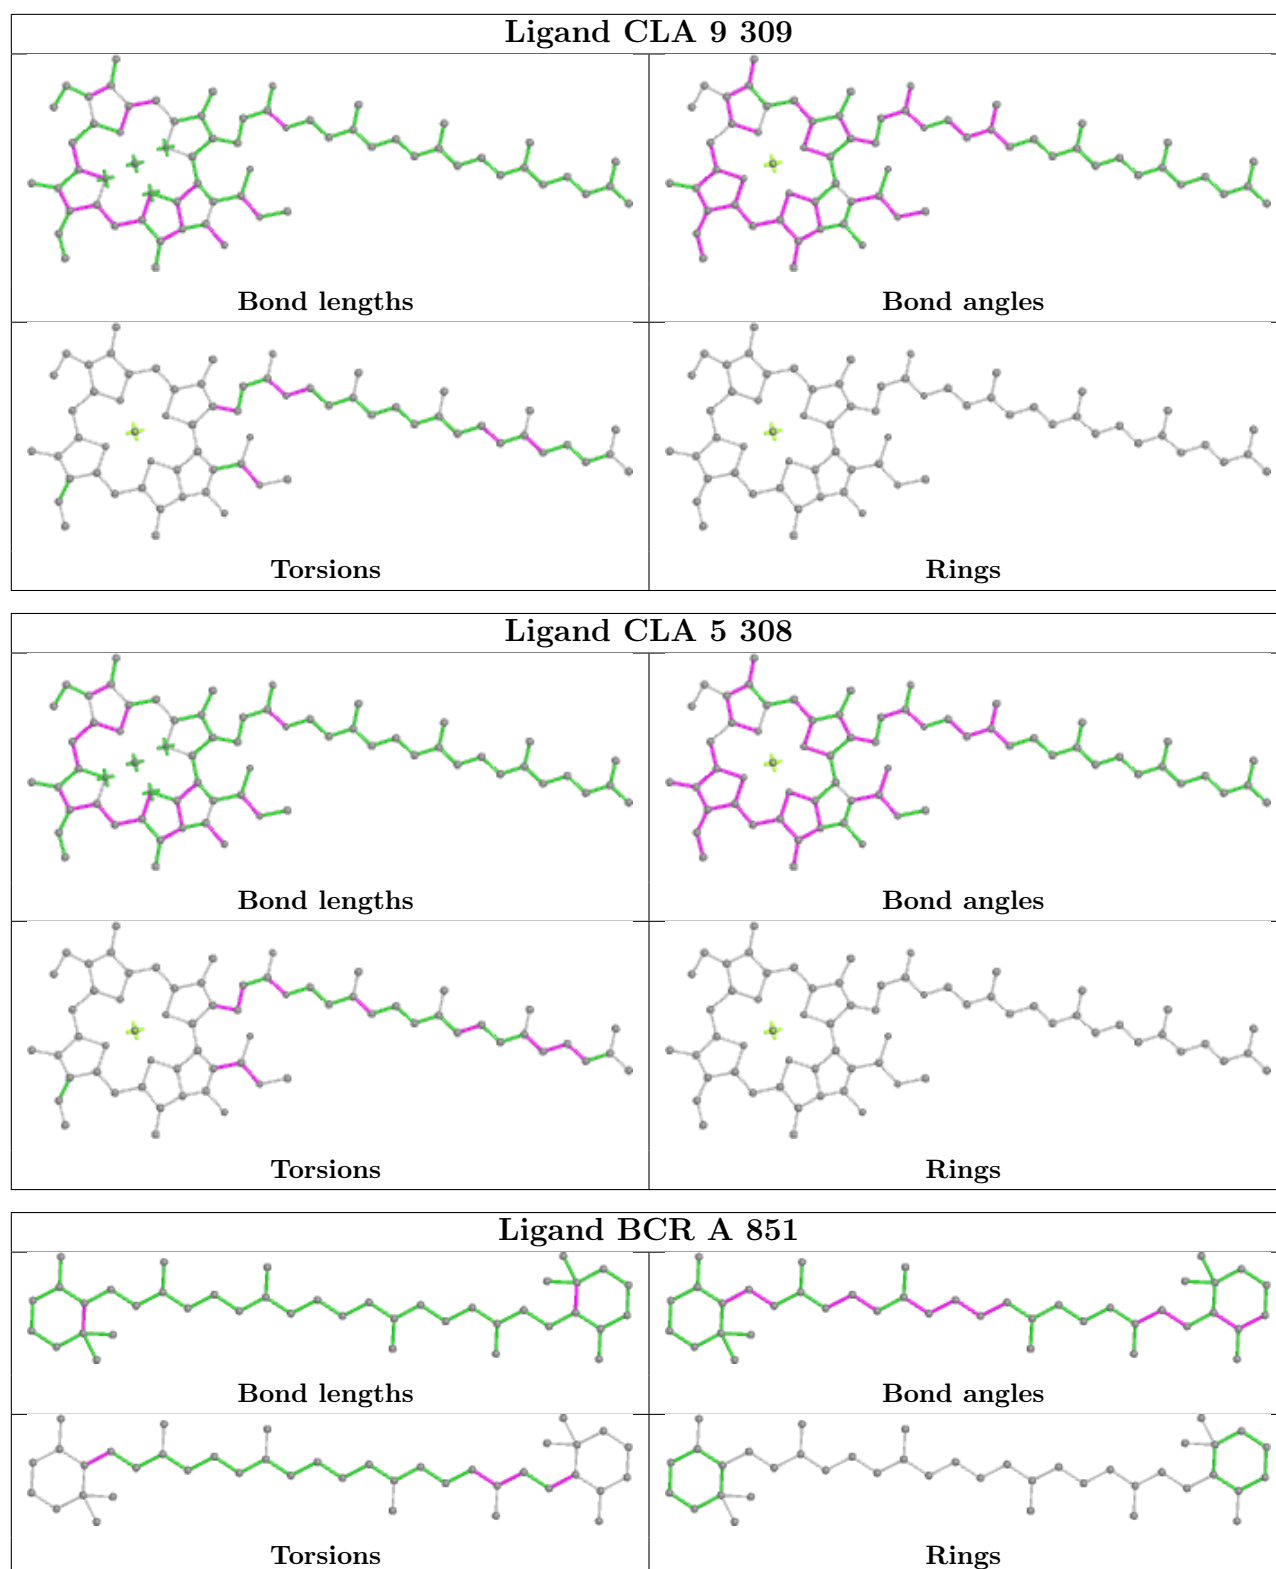 Ligand CLA 9 309
Bond lengths
Bond angles
Torsions
Rings
Ligand CLA 5 308
Bond lengths
Bond angles
Torsions
Rings
Ligand BCR A 851
Bond lengths
Bond angles
Torsions
Rings